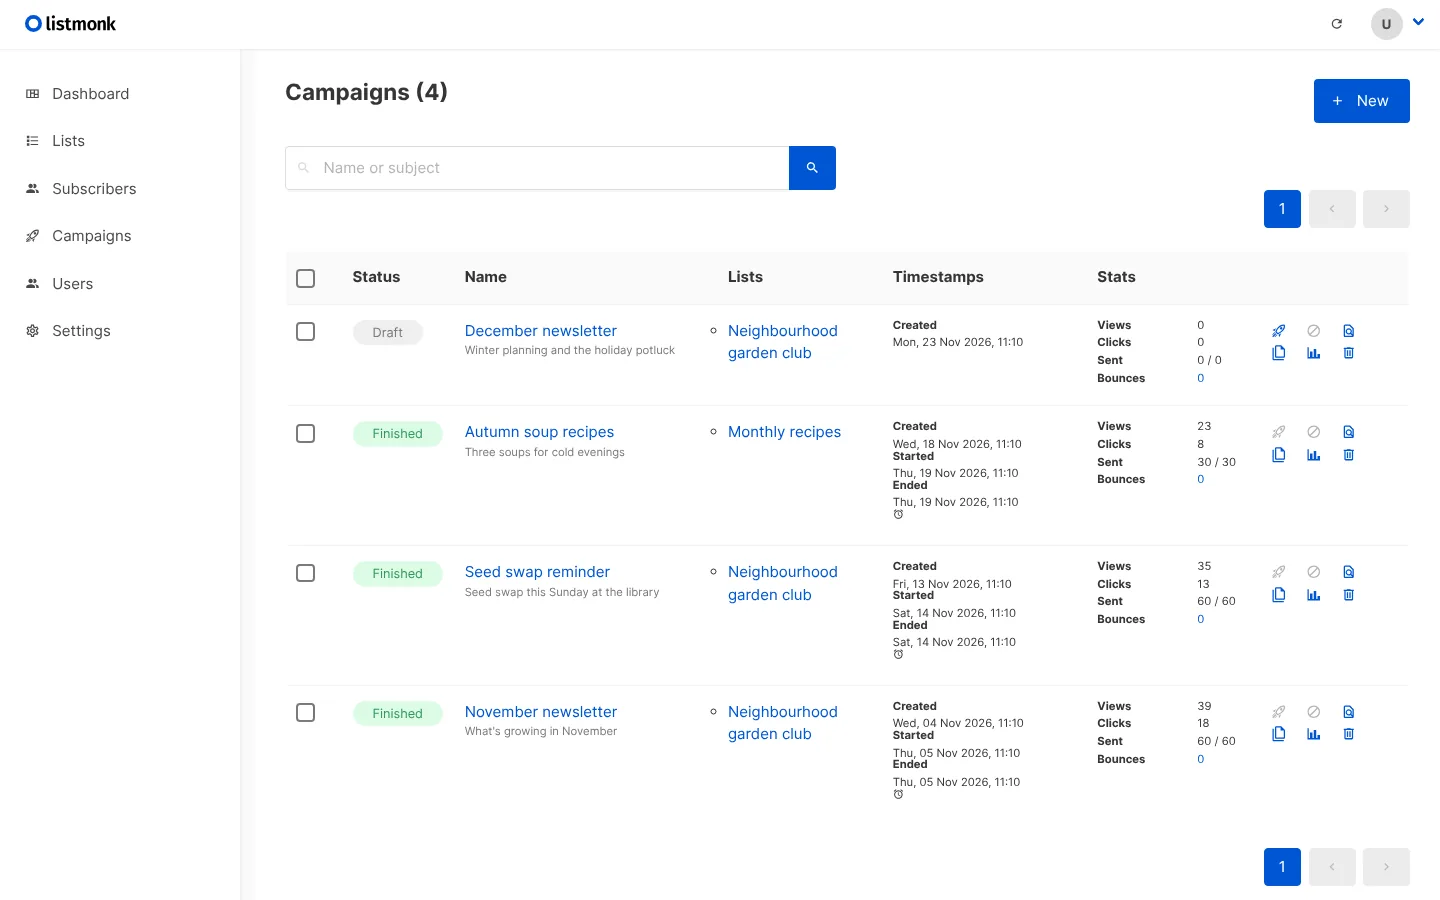 listmonk
U
Dashboard
Lists
Subscribers
Campaigns
Users
Settings
Campaigns (4)
+ New
Name or subject
1
Status Name Lists Timestamps Stats
Draft
December newsletter
Winter planning and the holiday potluck
Neighbourhood
garden club
Created
Mon, 23 Nov 2026, 11:10
Views 0
Clicks 0
Sent 0 / 0
Bounces 0
Finished
Autumn soup recipes
Three soups for cold evenings
Monthly recipes
Created
Wed, 18 Nov 2026, 11:10
Started
Thu, 19 Nov 2026, 11:10
Ended
Thu, 19 Nov 2026, 11:10
Views 23
Clicks 8
Sent 30 / 30
Bounces 0
Finished
Seed swap reminder
Seed swap this Sunday at the library
Neighbourhood
garden club
Created
Fri, 13 Nov 2026, 11:10
Started
Sat, 14 Nov 2026, 11:10
Ended
Sat, 14 Nov 2026, 11:10
Views 35
Clicks 13
Sent 60 / 60
Bounces 0
Finished
November newsletter
What's growing in November
Neighbourhood
garden club
Created
Wed, 04 Nov 2026, 11:10
Started
Thu, 05 Nov 2026, 11:10
Ended
Thu, 05 Nov 2026, 11:10
Views 39
Clicks 18
Sent 60 / 60
Bounces 0
1